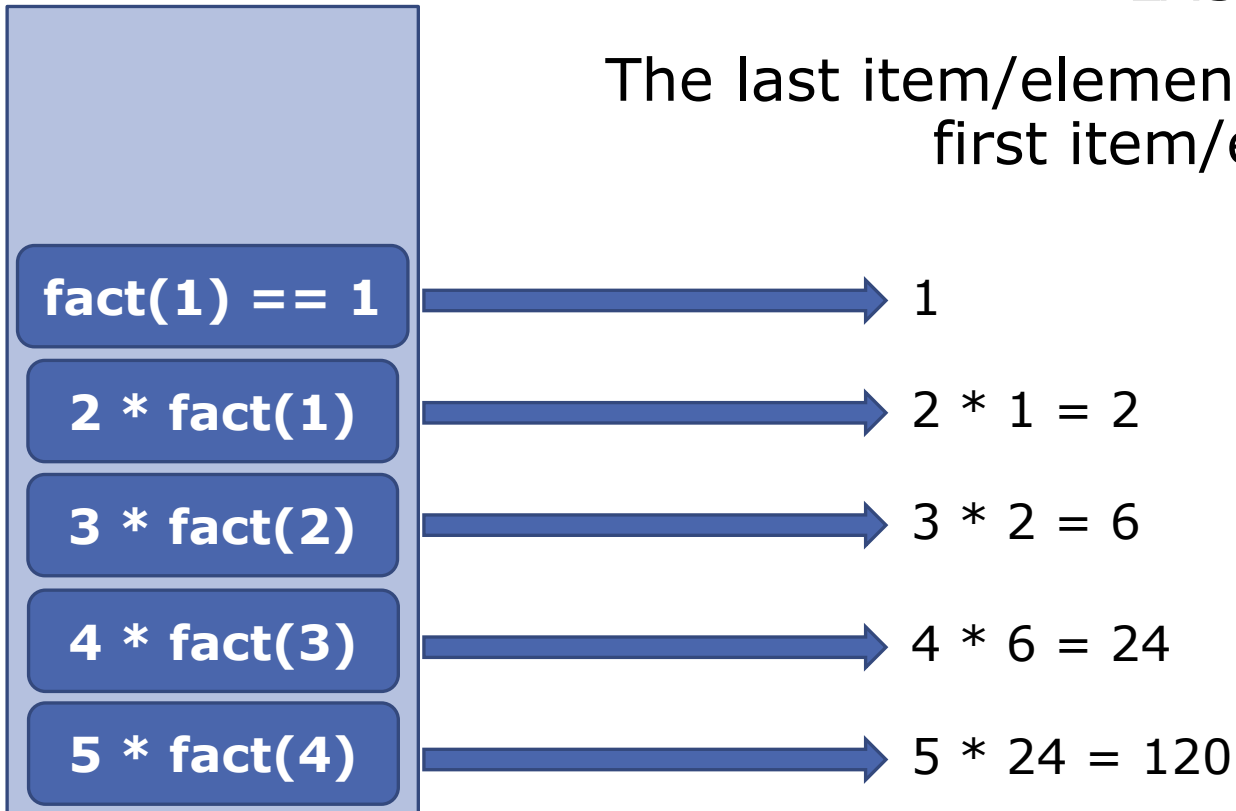 The last item/elemen
first item/
fact(1) == 1
1
2 * fact(1)
2 * 1 = 2
3 * fact(2)
3 * 2 = 6
4 * fact(3)
4 * 6 = 24
5 * fact(4)
5 * 24 = 120